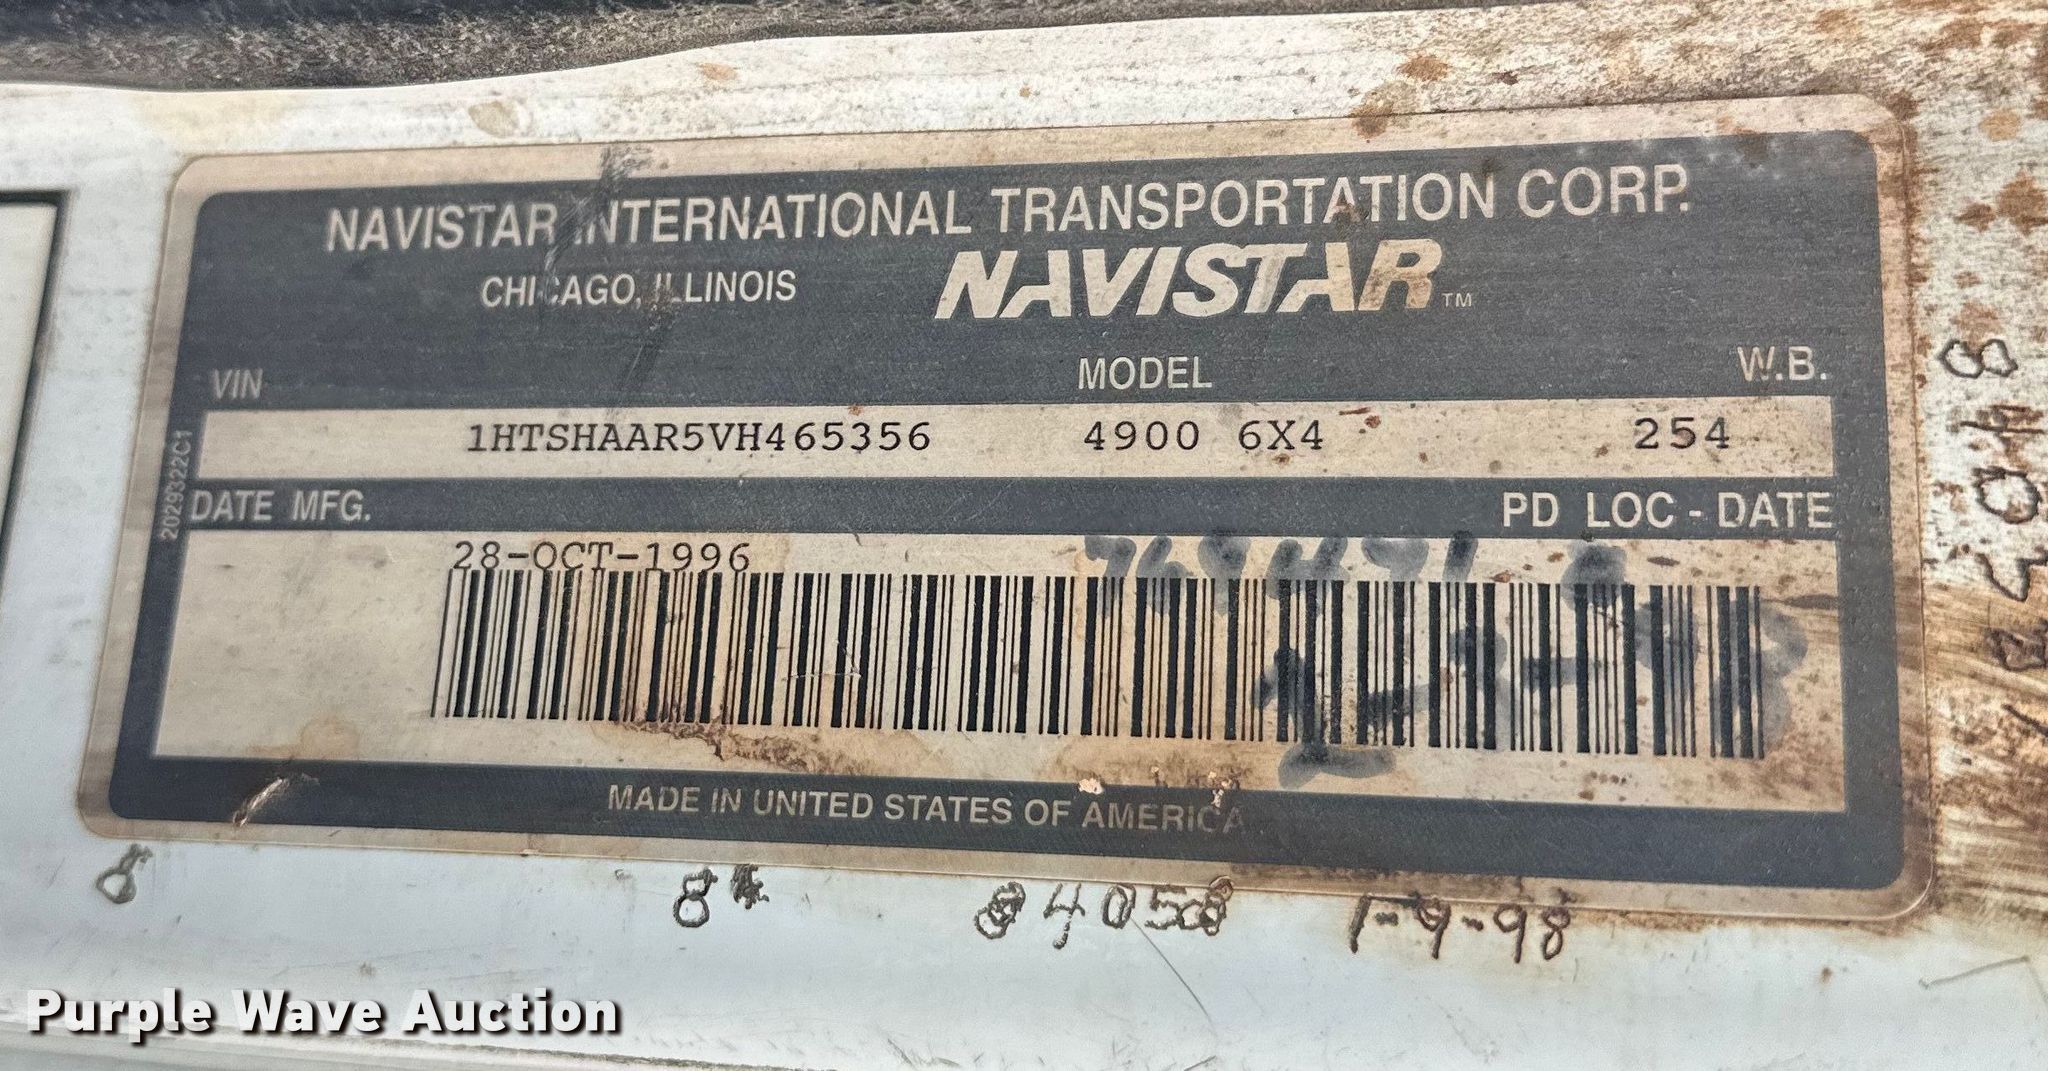 NAVISTAR INTERNATIONAL TRANSPORTATION CORP.
CHICAGO, ILLINOIS NAVISTAR TM
VIN MODEL W.B.
1HTSHAAR5VH465356 4900 6X4 254
2029322C1
DATE MFG. PD LOC - DATE
28-OCT-1996
MADE IN UNITED STATES OF AMERICA
8 1-9-98
Purple Wave Auction